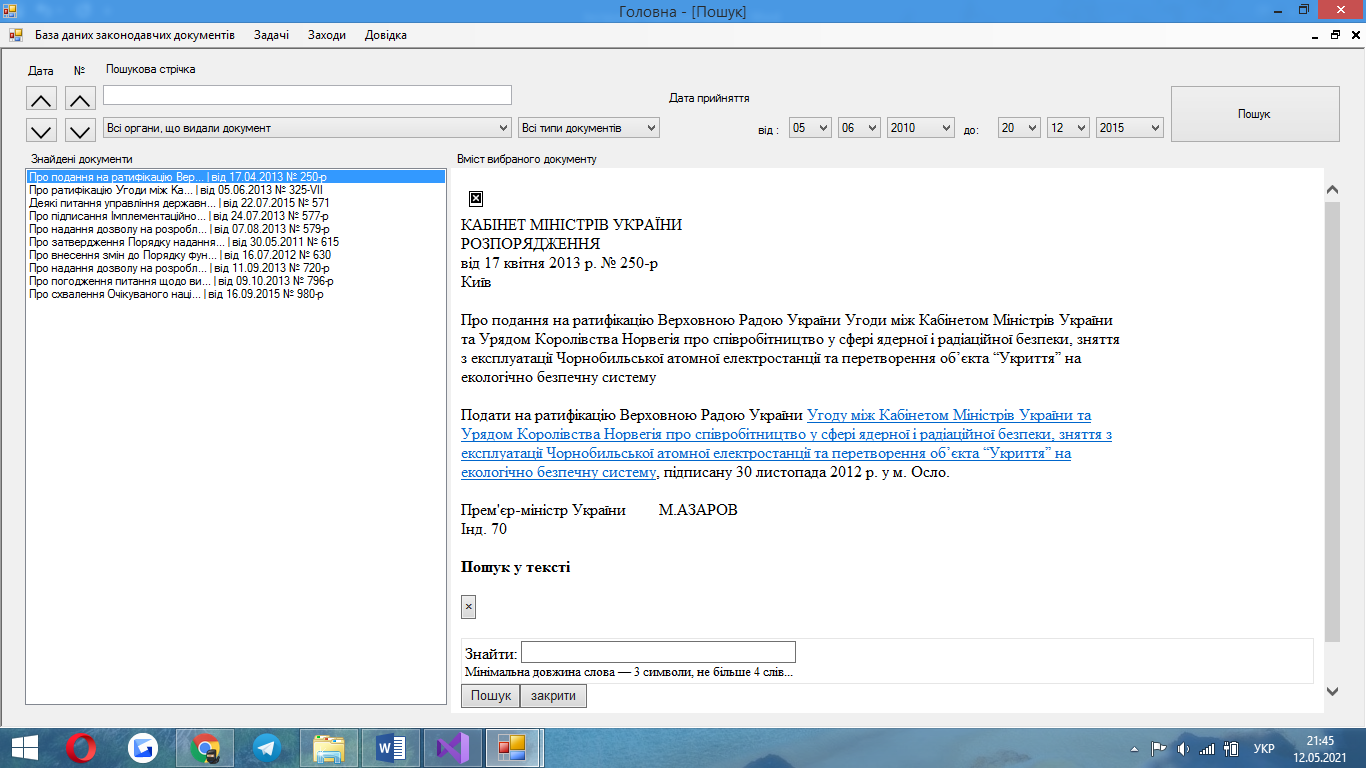 Головна - [Пошук]
База даних законодавчих документів Задачі Заходи Довідка
Дата № Пошукова стрічка
Дата прийняття
Пошук
Всі органи, що видали документ Всі типи документів
від : 05 06 2010 до: 20 12 2015
Знайдені документи
Про подання на ратифікацію Вер... | від 17.04.2013 № 250-р
Про ратифікацію Угоди між Ка... | від 05.06.2013 № 325-VII
Деякі питання управління державн... | від 22.07.2015 № 571
Про підписання Імплементаційно... | від 24.07.2013 № 577-р
Про надання дозволу на розробл... | від 07.08.2013 № 579-р
Про затвердження Порядку надання... | від 30.05.2011 № 615
Про внесення змін до Порядку фун... | від 16.07.2012 № 630
Про надання дозволу на розробл... | від 11.09.2013 № 720-р
Про погодження питання щодо ви... | від 09.10.2013 № 796-р
Про схвалення Очікуваного наці... | від 16.09.2015 № 980-р
Вміст вибраного документу
КАБІНЕТ МІНІСТРІВ УКРАЇНИ
РОЗПОРЯДЖЕННЯ
від 17 квітня 2013 р. № 250-р
Київ
Про подання на ратифікацію Верховною Радою України Угоди між Кабінетом Міністрів України
та Урядом Королівства Норвегія про співробітництво у сфері ядерної і радіаційної безпеки, зняття
з експлуатації Чорнобильської атомної електростанції та перетворення об’єкта “Укриття” на
екологічно безпечну систему
Подати на ратифікацію Верховною Радою України Угоду між Кабінетом Міністрів України та
Урядом Королівства Норвегія про співробітництво у сфері ядерної і радіаційної безпеки, зняття з
експлуатації Чорнобильської атомної електростанції та перетворення об’єкта “Укриття” на
екологічно безпечну систему, підписану 30 листопада 2012 р. у м. Осло.
Прем'єр-міністр України М.АЗАРОВ
Інд. 70
Пошук у тексті
×
Знайти:
Мінімальна довжина слова — 3 символи, не більше 4 слів...
Пошук закрити
УКР
21:45
12.05.2021